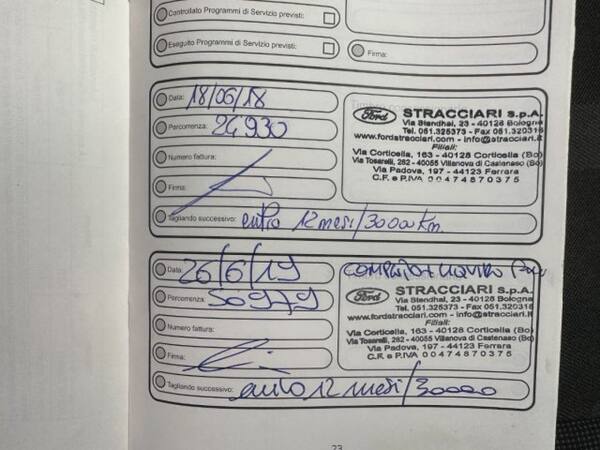 Controllato Programmi di Servizio previsti:
Eseguito Programmi di Servizio previsti:
Firma:
Data: 18/06/18
Percorrenza: 24930
Numero fattura:
Firma:
Tagliando successivo: entro 12 mesi/30000 km.
Ford STRACCIARI S.p.A.
Via Stendhal, 23 - 40128 Bologna
Tel. 051.325373 - Fax 051.320316
www.fordstracciari.com - info@stracciari.it
Filiali:
Via Corticella, 163 - 40128 Corticella (Bo)
Via Tosarelli, 282 - 40055 Villanova di Castenaso (Bo)
Via Padova, 197 - 44123 Ferrara
C.F. e P.IVA 00474870375
Data: 26/6/19
Percorrenza: 50979
Numero fattura:
Firma:
Tagliando successivo: entro 12 mesi/30000
Ford STRACCIARI S.p.A.
Via Stendhal, 23 - 40128 Bologna
Tel. 051.325373 - Fax 051.320316
www.fordstracciari.com - info@stracciari.it
Filiali:
Via Corticella, 163 - 40128 Corticella (Bo)
Via Tosarelli, 282 - 40055 Villanova di Castenaso (Bo)
Via Padova, 197 - 44123 Ferrara
C.F. e P.IVA 00474870375
23